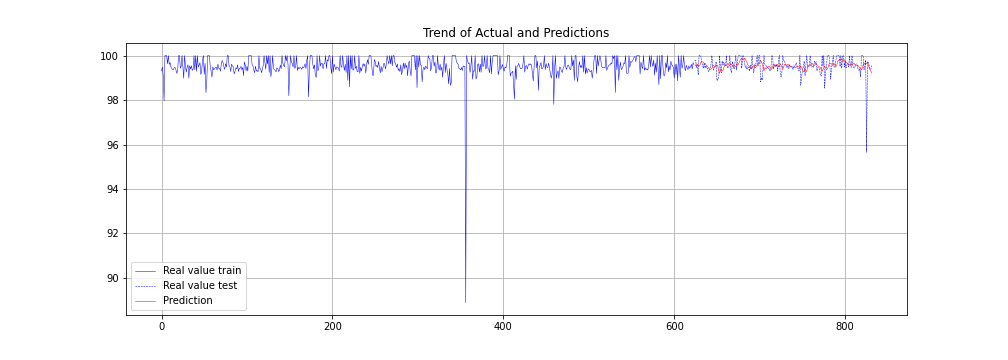 Trend of Actual and Predictions
100
98
96
94
92
90
Real value train
Real value test
Prediction
0
200
400
600
800